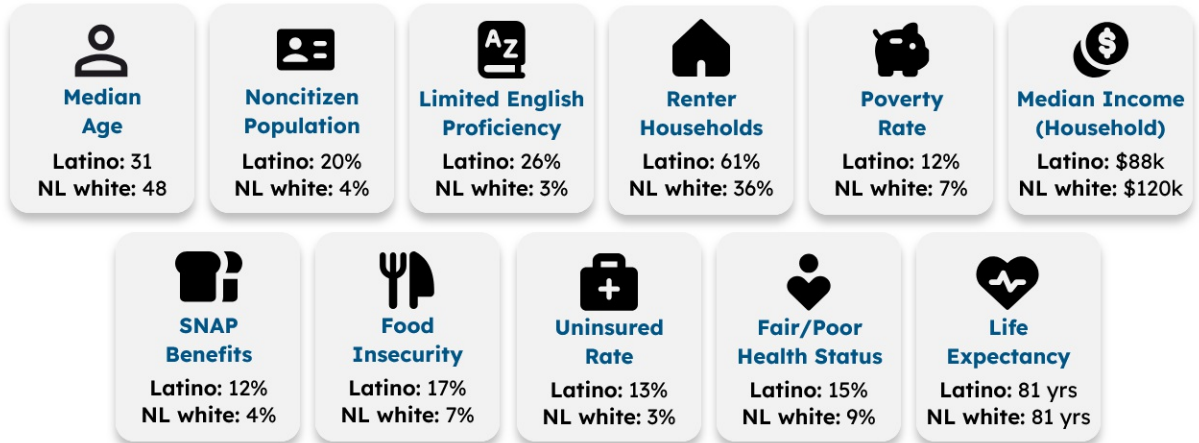 AZ
Median
Age
Latino: 31
NL white: 48
Noncitizen
Population
Latino: 20%
NL white: 4%
Limited English
Proficiency
Latino: 26%
NL white: 3%
Renter
Households
Latino: 61%
NL white: 36%
Poverty
Rate
Latino: 12%
NL white: 7%
$
Median Income
(Household)
Latino: $88k
NL white: $120k
SNAP
Benefits
Latino: 12%
NL white: 4%
Food
Insecurity
Latino: 17%
NL white: 7%
Uninsured
Rate
Latino: 13%
NL white: 3%
Fair/Poor
Health Status
Latino: 15%
NL white: 9%
Life
Expectancy
Latino: 81 yrs
NL white: 81 yrs